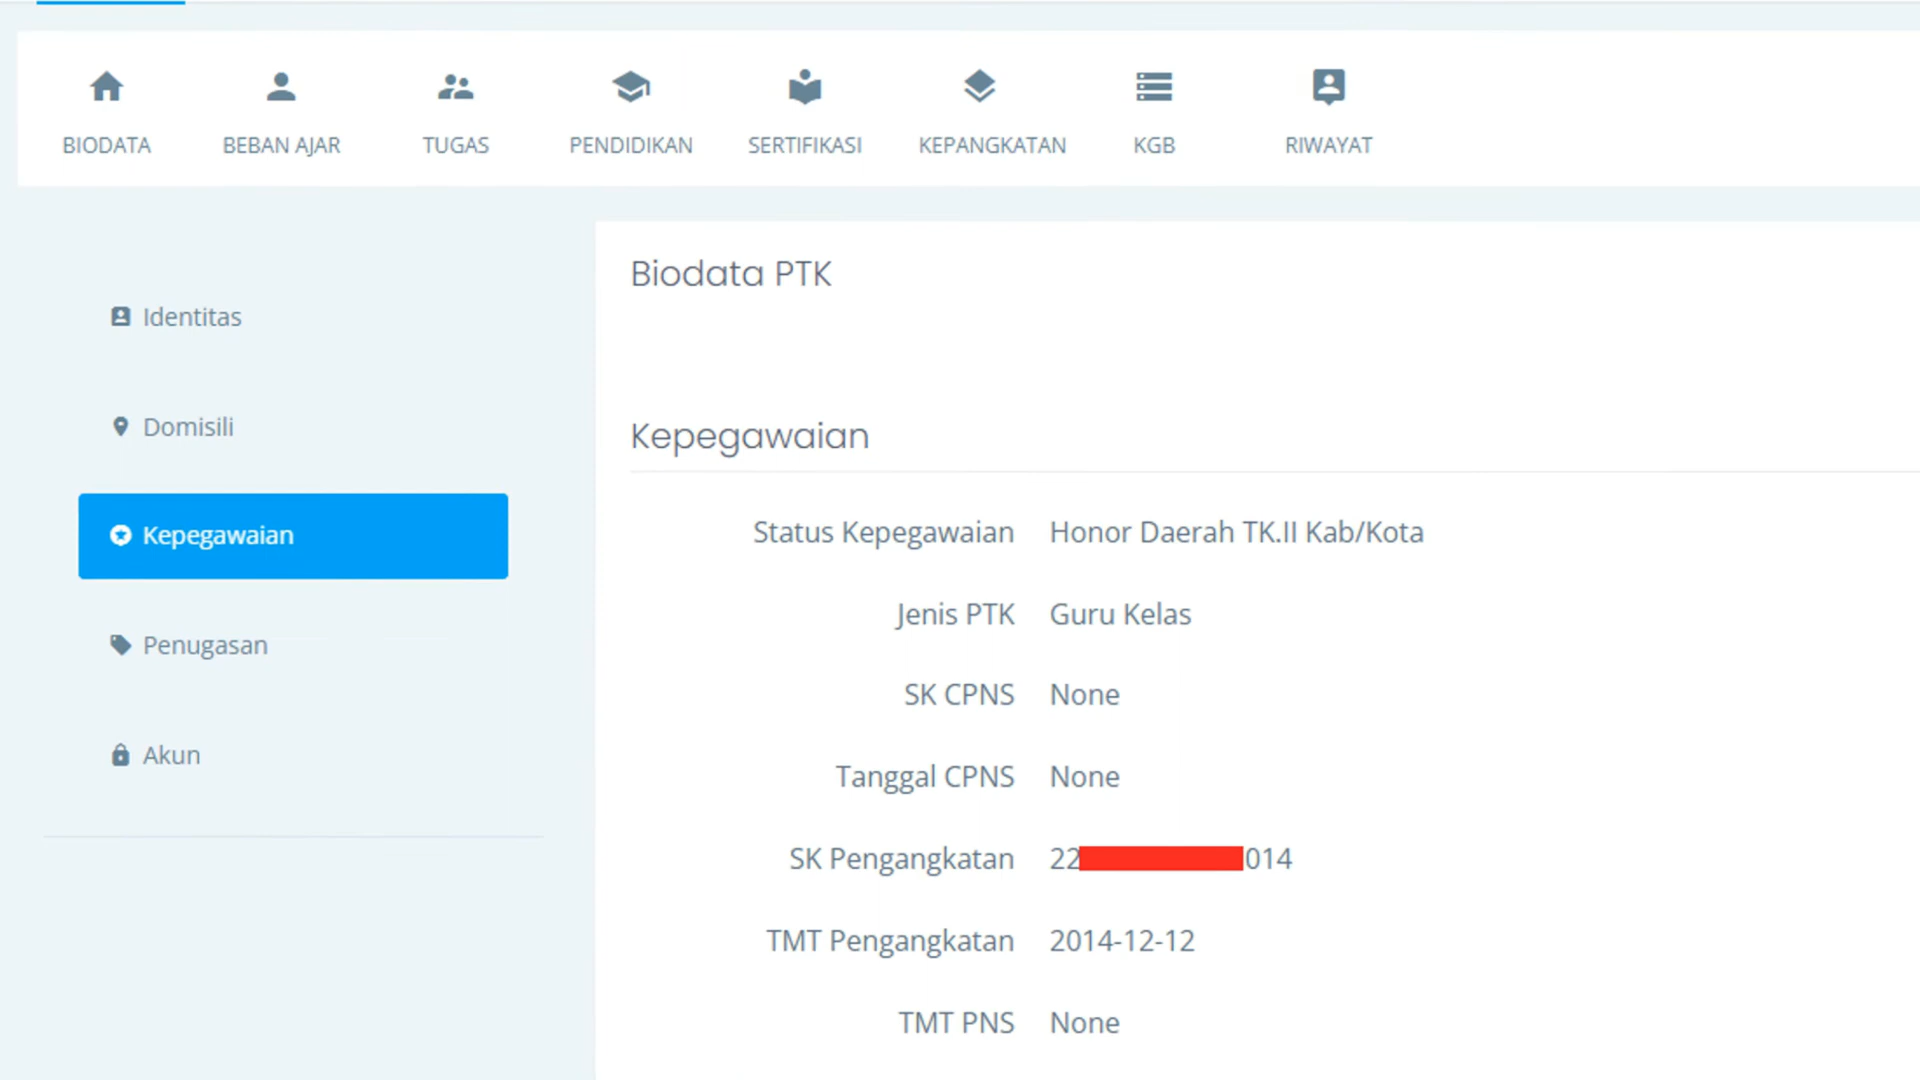 BIODATA BEBAN AJAR TUGAS PENDIDIKAN SERTIFIKASI KEPANGKATAN KGB RIWAYAT
Identitas
Domisili
Kepegawaian
Penugasan
Akun
Biodata PTK
Kepegawaian
Status Kepegawaian Honor Daerah TK.II Kab/Kota
Jenis PTK Guru Kelas
SK CPNS None
Tanggal CPNS None
SK Pengangkatan 22 014
TMT Pengangkatan 2014-12-12
TMT PNS None